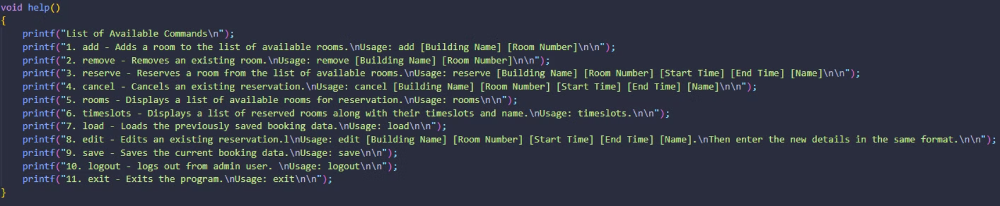 void help()
{
    printf("List of Available Commands\n");
    printf("1. add - Adds a room to the list of available rooms.\nUsage: add [Building Name] [Room Number]\n\n");
    printf("2. remove - Removes an existing room.\nUsage: remove [Building Name] [Room Number]\n\n");
    printf("3. reserve - Reserves a room from the list of available rooms.\nUsage: reserve [Building Name] [Room Number] [Start Time] [End Time] [Name]\n\n");
    printf("4. cancel - Cancels an existing reservation.\nUsage: cancel [Building Name] [Room Number] [Start Time] [End Time] [Name]\n\n");
    printf("5. rooms - Displays a list of available rooms for reservation.\nUsage: rooms\n\n");
    printf("6. timeslots - Displays a list of reserved rooms along with their timeslots and name.\nUsage: timeslots.\n\n");
    printf("7. load - Loads the previously saved booking data.\nUsage: load\n\n");
    printf("8. edit - Edits an existing reservation.l\nUsage: edit [Building Name] [Room Number] [Start Time] [End Time] [Name].\nThen enter the new details in the same format.\n\n");
    printf("9. save - Saves the current booking data.\nUsage: save\n\n");
    printf("10. logout - logs out from admin user. \nUsage: logout\n\n");
    printf("11. exit - Exits the program.\nUsage: exit\n\n");
}